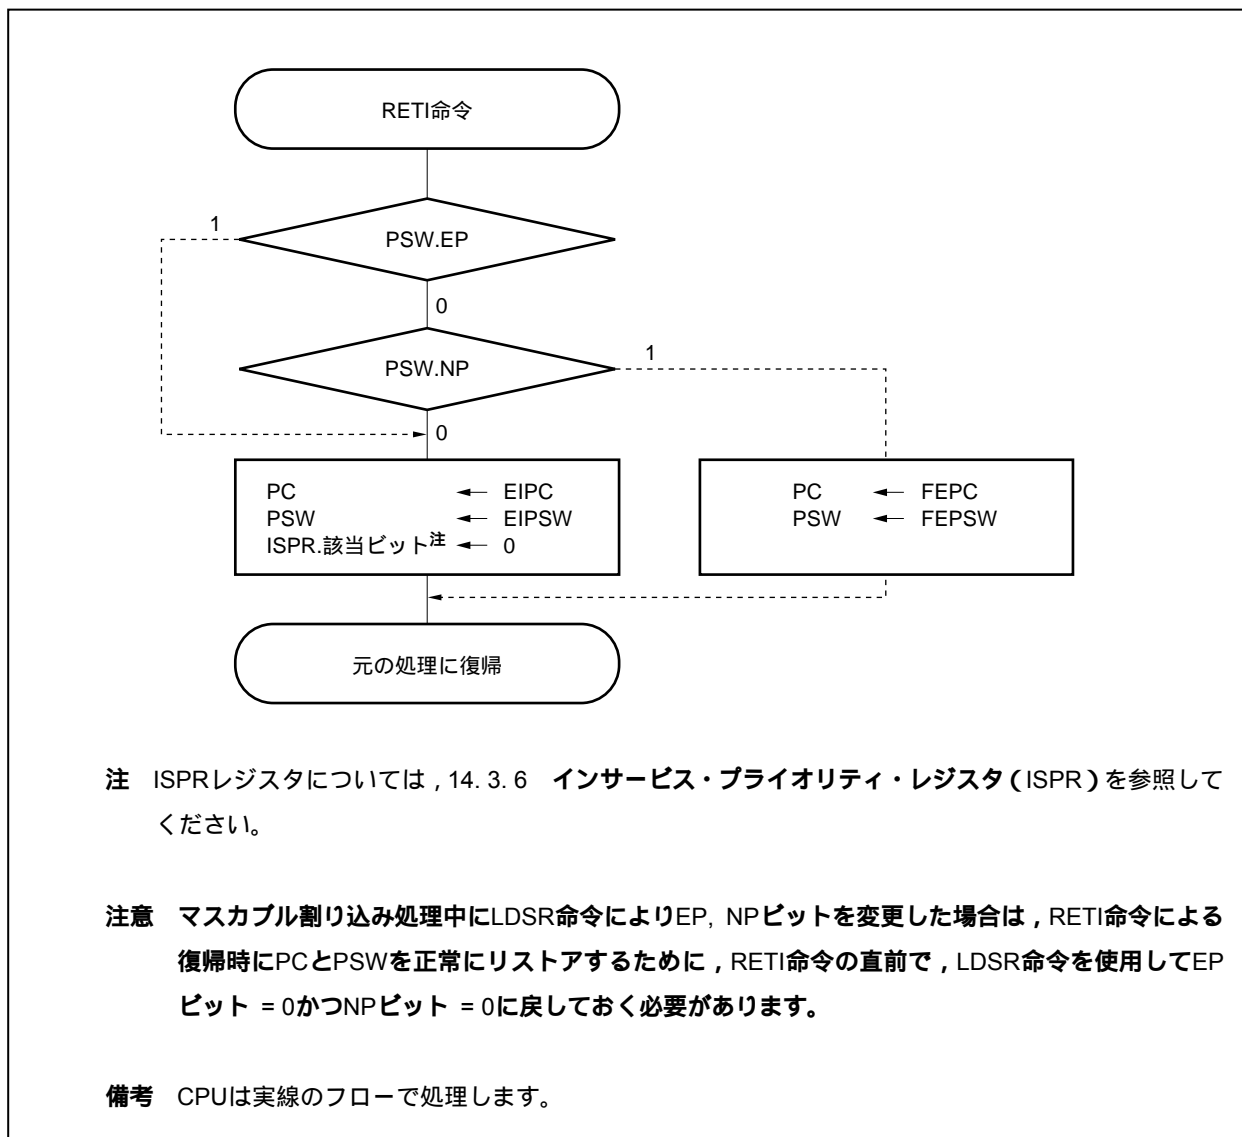 RETI命令
1
PSW.EP
0
1
PSW.NP
0
PC ← EIPC
PSW ← EIPSW
ISPR.該当ビット注 ← 0
PC ← FEPC
PSW ← FEPSW
元の処理に復帰
注 ISPRレジスタについては，14. 3. 6 インサービス・プライオリティ・レジスタ（ISPR）を参照して
ください。
注意 マスカブル割り込み処理中にLDSR命令によりEP, NPビットを変更した場合は，RETI命令による
復帰時にPCとPSWを正常にリストアするために，RETI命令の直前で，LDSR命令を使用してEP
ビット = 0かつNPビット = 0に戻しておく必要があります。
備考 CPUは実線のフローで処理します。